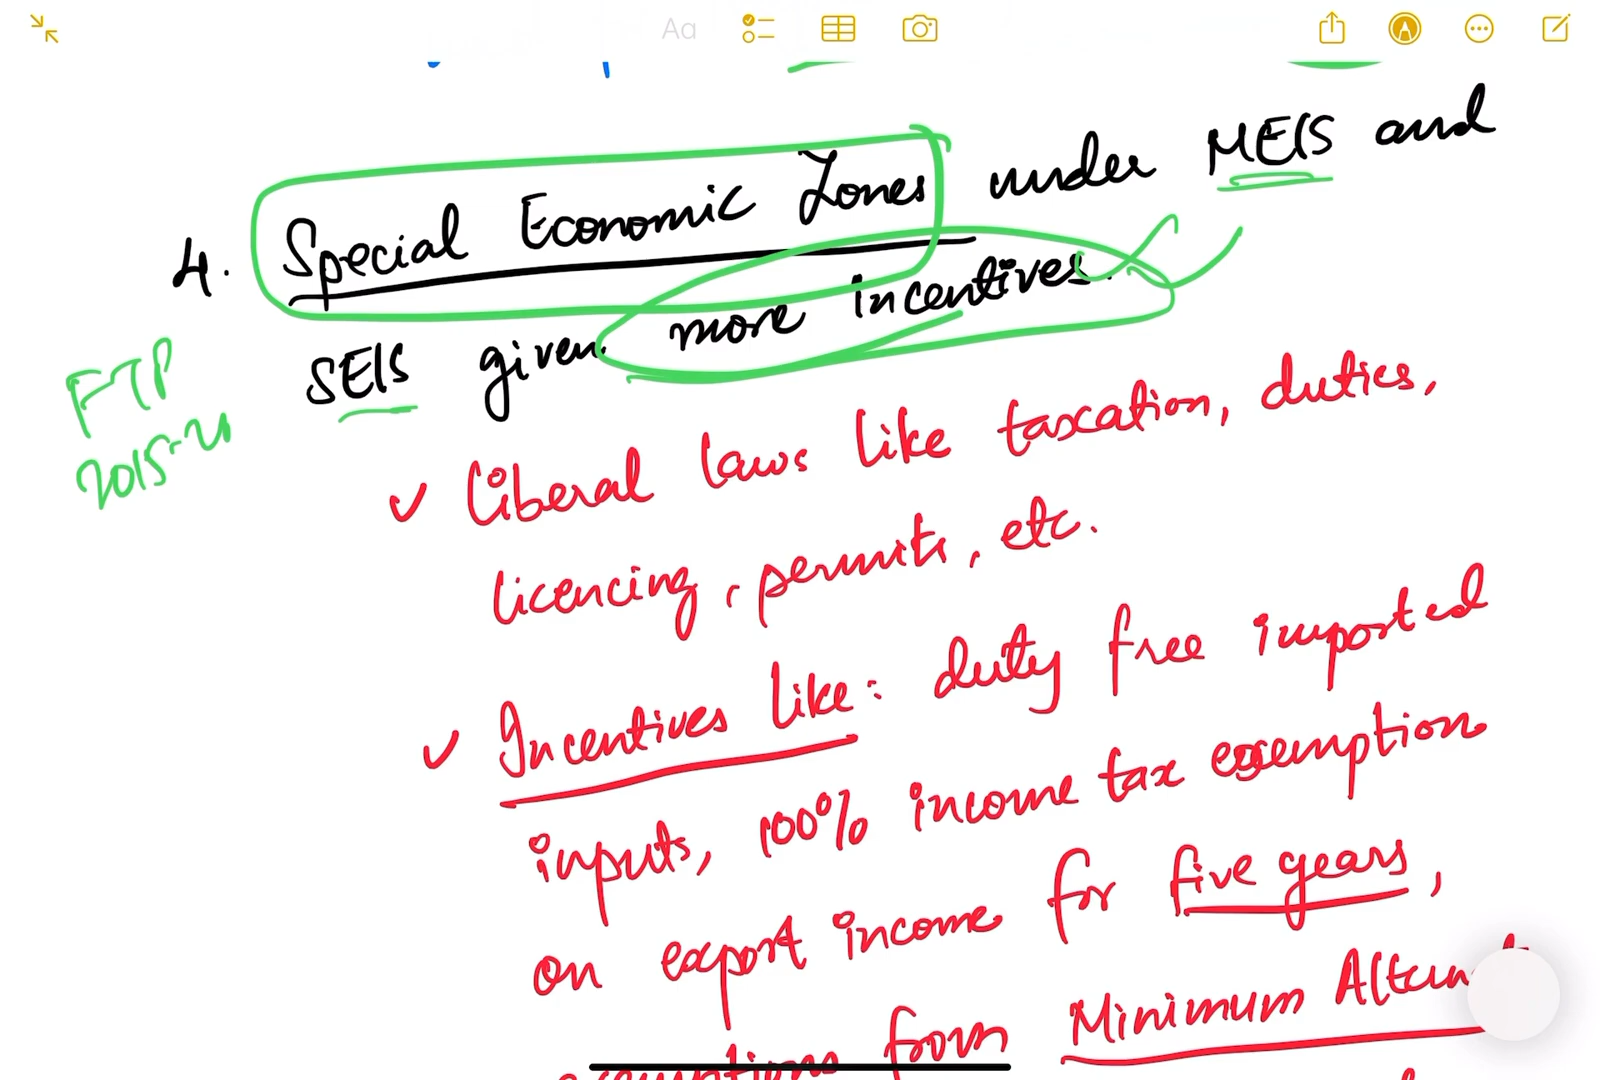 Aa
4. Special Economic Zones under MEIS and
SEIS given more incentives.
FTP
2015-20
✓ Liberal laws like taxation, duties,
licencing, permits, etc.
✓ Incentives like: duty free imported
inputs, 100% income tax exemption
on export income for five years,
from Minimum